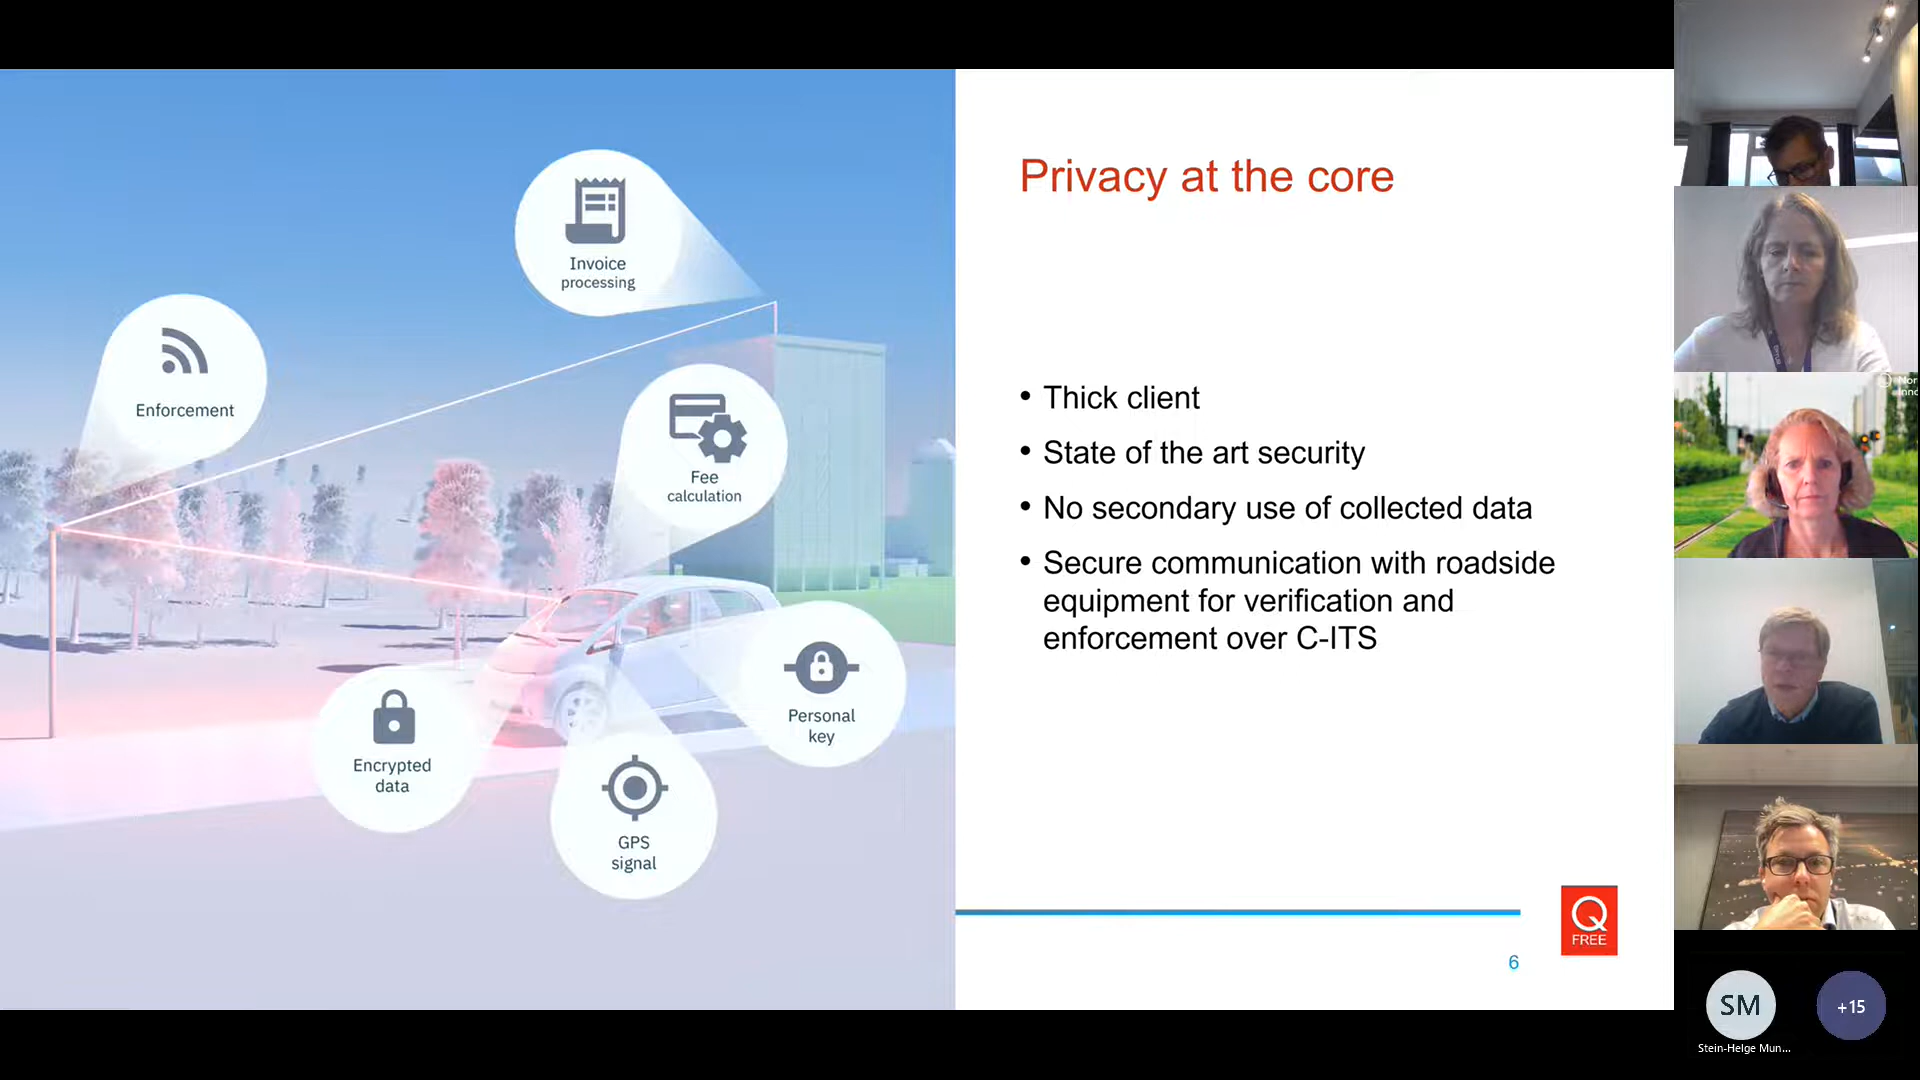 Invoice
processing
Enforcement
Fee
calculation
Personal
key
Encrypted
data
GPS
signal
Privacy at the core
• Thick client
• State of the art security
• No secondary use of collected data
• Secure communication with roadside
equipment for verification and
enforcement over C-ITS
Q
FREE
6
Nor
Inno
SM
+15
Stein-Helge Mun...